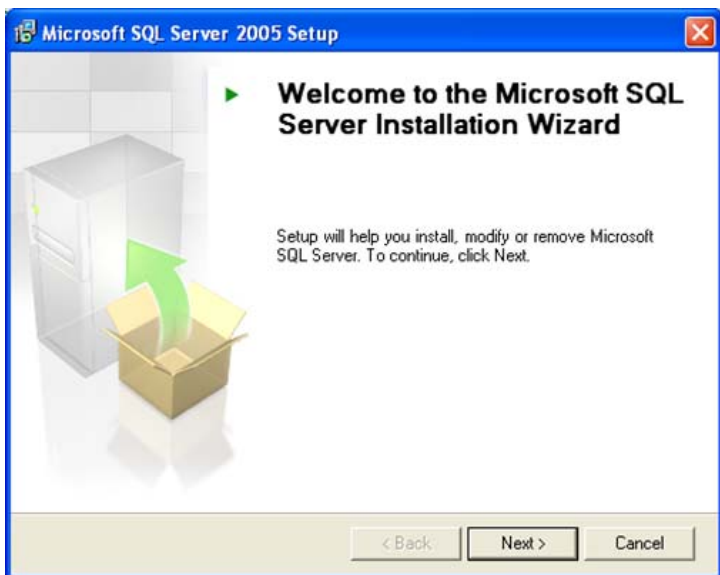 Microsoft SQL Server 2005 Setup
Welcome to the Microsoft SQL
Server Installation Wizard
Setup will help you install, modify or remove Microsoft
SQL Server. To continue, click Next.
< Back
Next >
Cancel